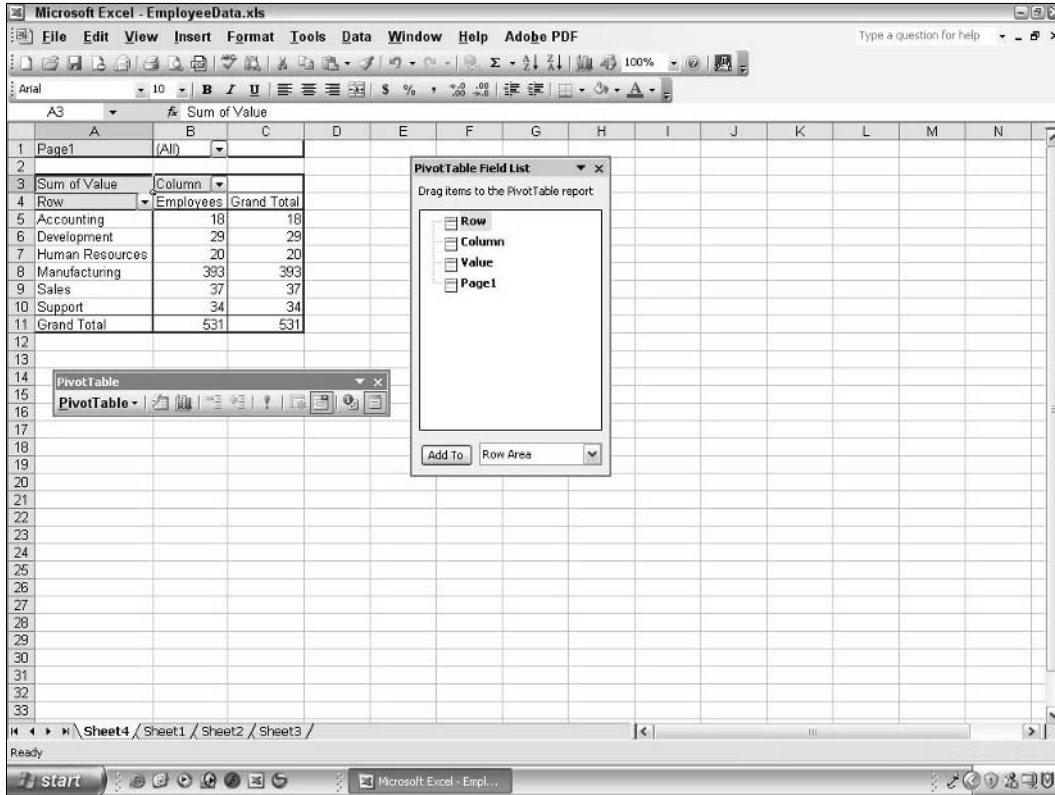 Microsoft Excel - EmployeeData.xls
File Edit View Insert Format Tools Data Window Help Adobe PDF Type a question for help
100%
Arial 10 B I U $ % , A
A3 fx Sum of Value
A B C D E F G H I J K L M N
1 Page1 (All)
2
3 Sum of Value Column
4 Row Employees Grand Total
5 Accounting 18 18
6 Development 29 29
7 Human Resources 20 20
8 Manufacturing 393 393
9 Sales 37 37
10 Support 34 34
11 Grand Total 531 531
12
13
14
15
16
17
18
19
20
21
22
23
24
25
26
27
28
29
30
31
32
33
PivotTable Field List
Drag items to the PivotTable report
Row
Column
Value
Page1
Add To Row Area
PivotTable
PivotTable
Sheet4 / Sheet1 / Sheet2 / Sheet3 /
Ready
start Microsoft Excel - Empl...